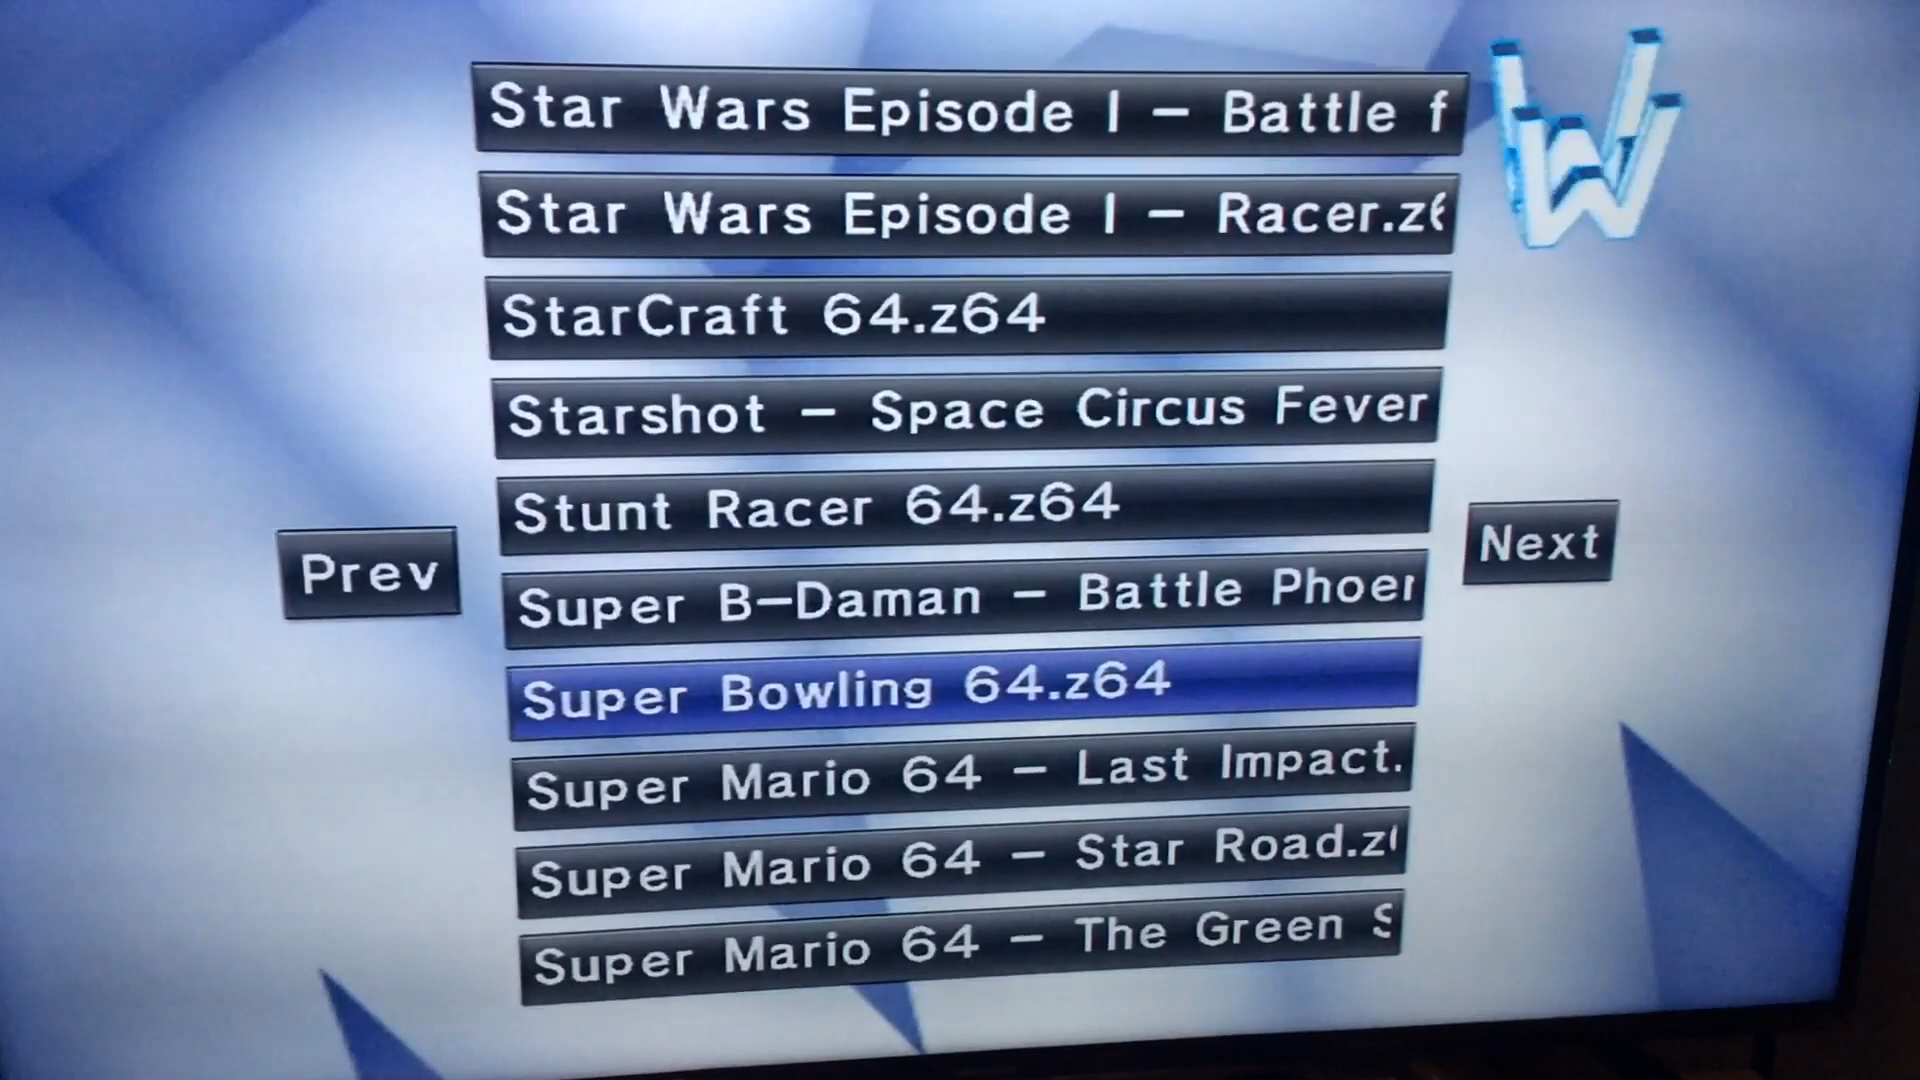 Star Wars Episode I - Battle f
Star Wars Episode I - Racer.z6
StarCraft 64.z64
Starshot - Space Circus Fever
Stunt Racer 64.z64
Super B-Daman - Battle Phoen
Super Bowling 64.z64
Super Mario 64 - Last Impact.
Super Mario 64 - Star Road.z
Super Mario 64 - The Green S
Prev
Next
W